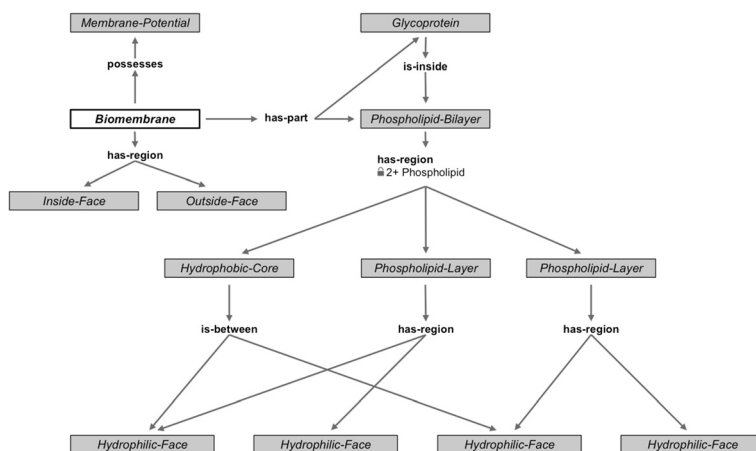 Membrane-Potential
Glycoprotein
possesses
is-inside
Biomembrane
has-part
Phospholipid-Bilayer
has-region
has-region
2+ Phospholipid
Inside-Face
Outside-Face
Hydrophobic-Core
Phospholipid-Layer
Phospholipid-Layer
is-between
has-region
has-region
Hydrophilic-Face
Hydrophilic-Face
Hydrophilic-Face
Hydrophilic-Face